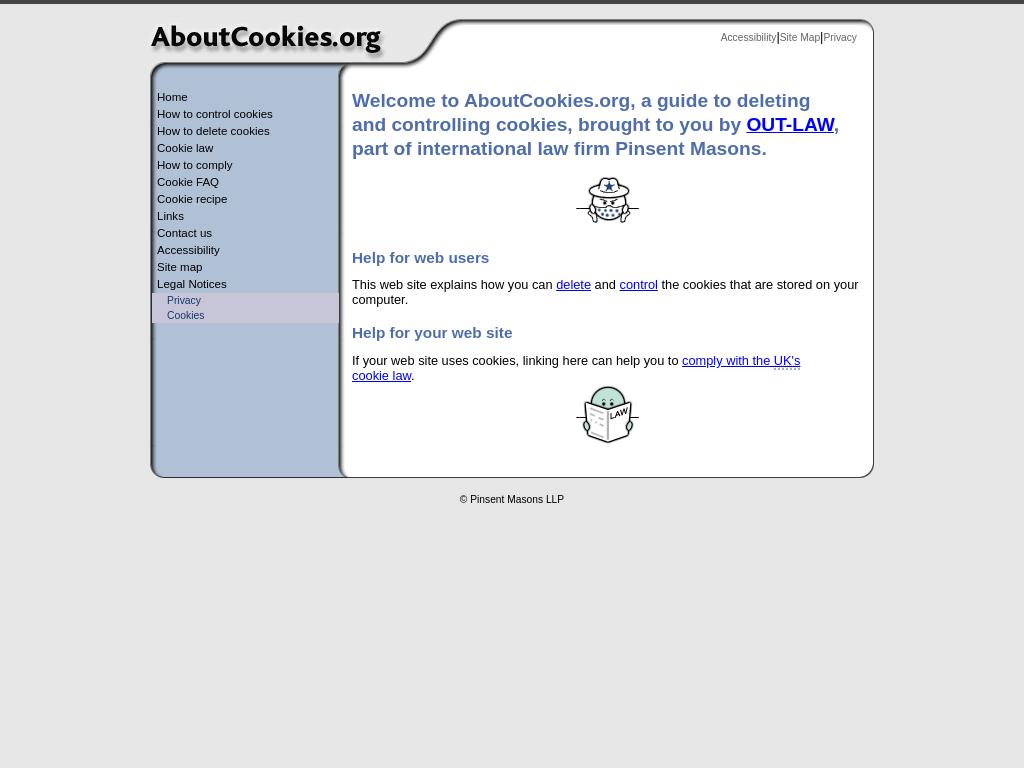 AboutCookies.org
Accessibility|Site Map|Privacy
Home
How to control cookies
How to delete cookies
Cookie law
How to comply
Cookie FAQ
Cookie recipe
Links
Contact us
Accessibility
Site map
Legal Notices
Privacy
Cookies
Welcome to AboutCookies.org, a guide to deleting
and controlling cookies, brought to you by OUT-LAW,
part of international law firm Pinsent Masons.
Help for web users
This web site explains how you can delete and control the cookies that are stored on your
computer.
Help for your web site
If your web site uses cookies, linking here can help you to comply with the UK's
cookie law.
LAW
© Pinsent Masons LLP